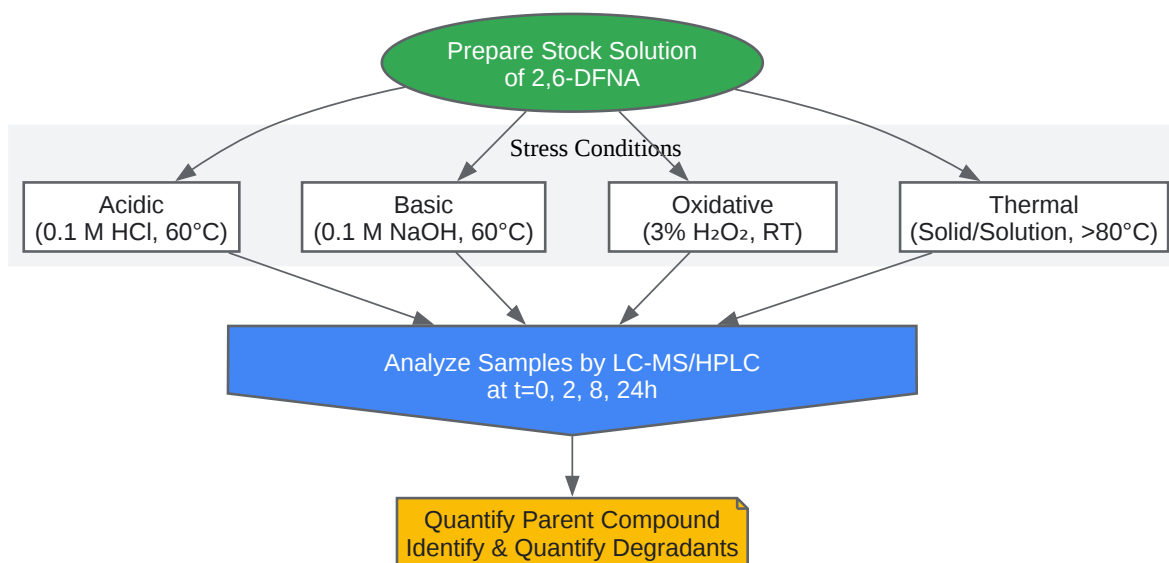 Prepare Stock Solution
of 2,6-DFNA
Stress Conditions
Acidic
(0.1 M HCl, 60°C)
Basic
(0.1 M NaOH, 60°C)
Oxidative
(3% H₂O₂, RT)
Thermal
(Solid/Solution, >80°C)
Analyze Samples by LC-MS/HPLC
at t=0, 2, 8, 24h
Quantify Parent Compound
Identify & Quantify Degradants